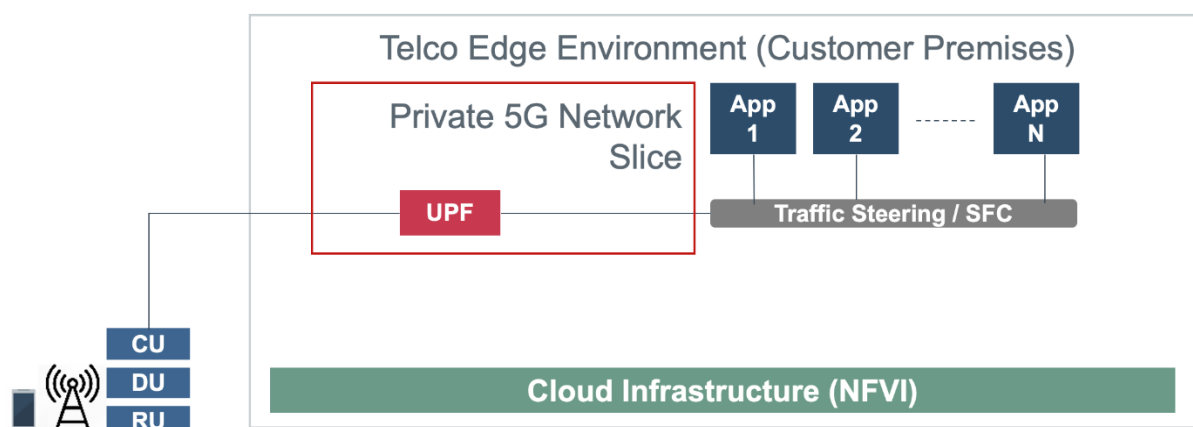 Telco Edge Environment (Customer Premises)
Private 5G Network
Slice
App
1
App
2
App
N
UPF
Traffic Steering / SFC
CU
DU
RU
Cloud Infrastructure (NFVI)